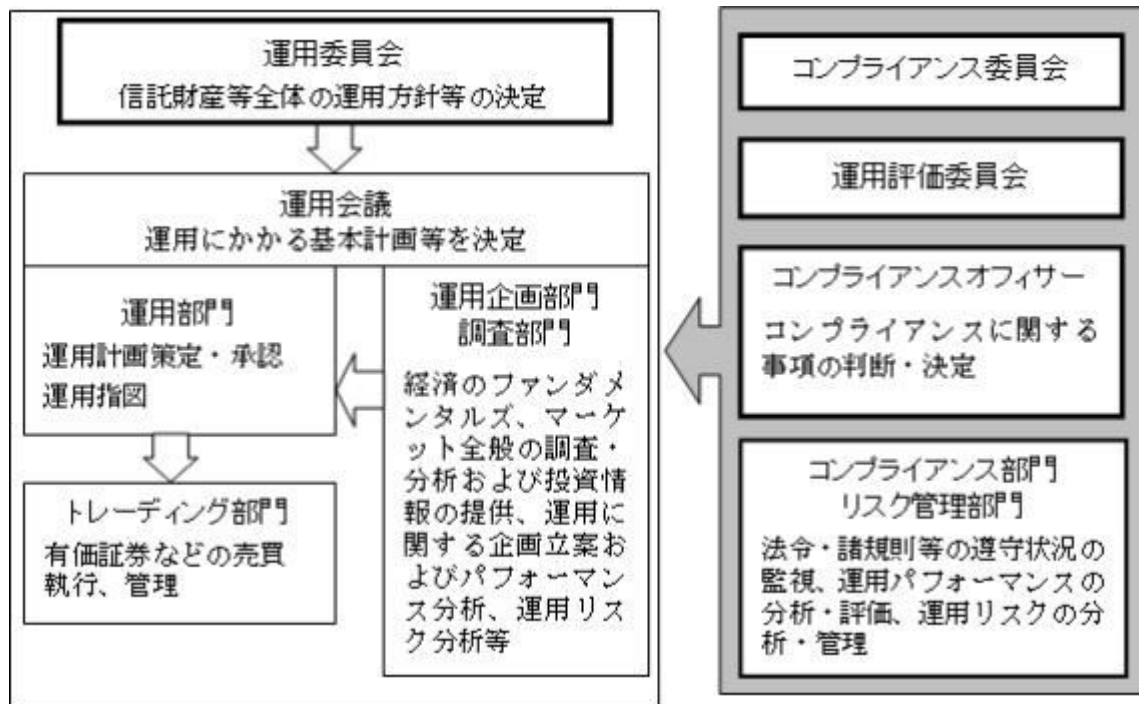 運用委員会
信託財産等全体の運用方針等の決定
運用会議
運用にかかる基本計画等を決定
運用部門
運用計画策定・承認
運用指図
運用企画部門
調査部門
経済のファンダメ
ンタルズ、マーケ
ット全般の調査・
分析および投資情
報の提供、運用に
関する企画立案お
よびパフォーマン
ス分析、運用リス
ク分析等
トレーディング部門
有価証券などの売買
執行、管理
コンプライアンス委員会
運用評価委員会
コンプライアンスオフィサー
コンプライアンスに関する
事項の判断・決定
コンプライアンス部門
リスク管理部門
法令・諸規則等の遵守状況の
監視、運用パフォーマンスの
分析・評価、運用リスクの分
析・管理